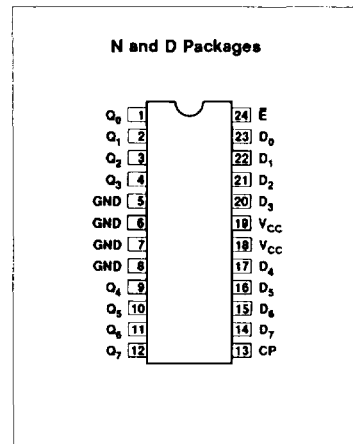 N and D Packages
Q₀ 1 24 E̅
Q₁ 2 23 D₀
Q₂ 3 22 D₁
Q₃ 4 21 D₂
GND 5 20 D₃
GND 6 19 V_CC
GND 7 18 V_CC
GND 8 17 D₄
Q₄ 9 16 D₅
Q₅ 10 15 D₆
Q₆ 11 14 D₇
Q₇ 12 13 CP